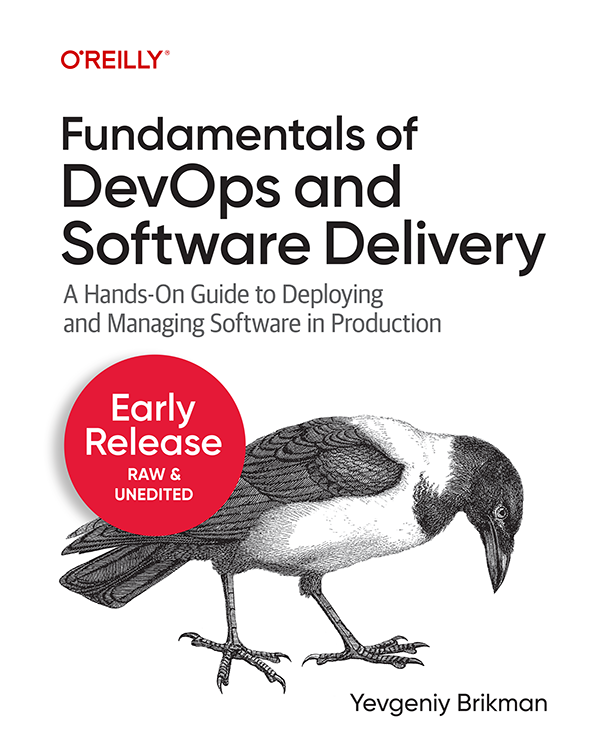 O'REILLY®
Fundamentals of
DevOps and
Software Delivery
A Hands-On Guide to Deploying
and Managing Software in Production
Early
Release
RAW &
UNEDITED
Yevgeniy Brikman